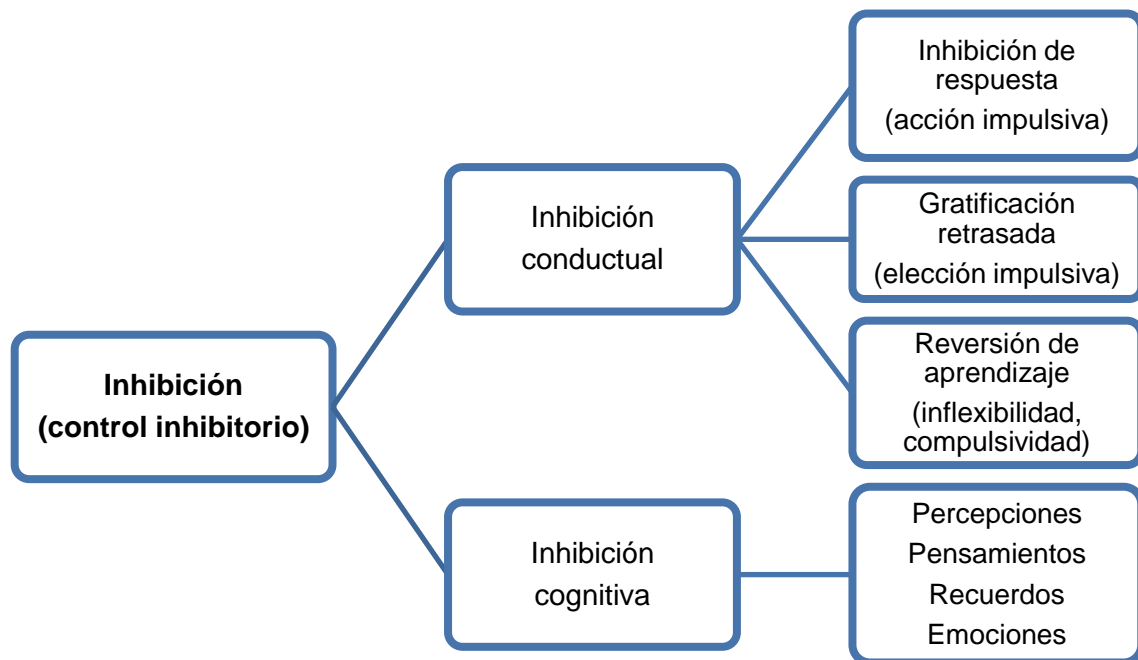 Inhibición
(control inhibitorio)
Inhibición
conductual
Inhibición de
respuesta
(acción impulsiva)
Gratificación
retrasada
(elección impulsiva)
Reversión de
aprendizaje
(inflexibilidad,
compulsividad)
Inhibición
cognitiva
Percepciones
Pensamientos
Recuerdos
Emociones